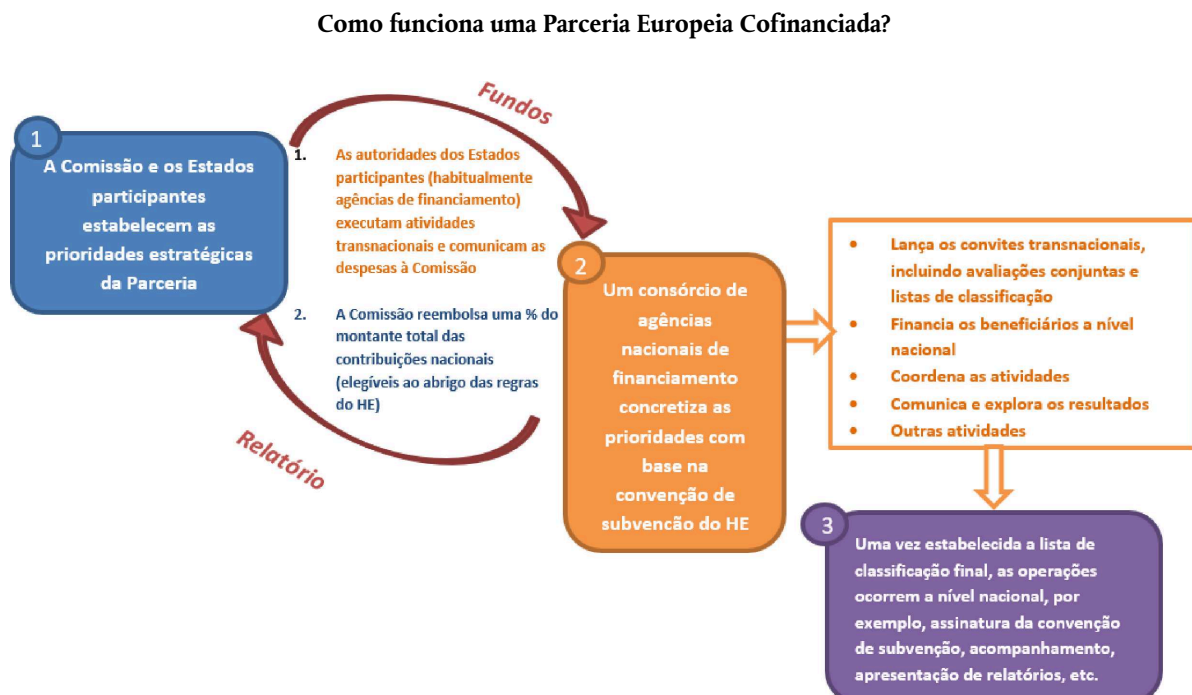 Como funciona uma Parceria Europeia Cofinanciada?
1
A Comissão e os Estados
participantes
estabelecem as
prioridades estratégicas
da Parceria
Fundos
1. As autoridades dos Estados
participantes (habitualmente
agências de financiamento)
executam atividades
transnacionais e comunicam as
despesas à Comissão
2. A Comissão reembolsa uma % do
montante total das
contribuições nacionais
(elegíveis ao abrigo das regras
do HE)
Relatório
2
Um consórcio de
agências
nacionais de
financiamento
concretiza as
prioridades com
base na
convenção de
subvencão do HE
• Lança os convites transnacionais,
incluindo avaliações conjuntas e
listas de classificação
• Financia os beneficiários a nível
nacional
• Coordena as atividades
• Comunica e explora os resultados
• Outras atividades
3
Uma vez estabelecida a lista de
classificação final, as operações
ocorrem a nível nacional, por
exemplo, assinatura da convenção
de subvenção, acompanhamento,
apresentação de relatórios, etc.